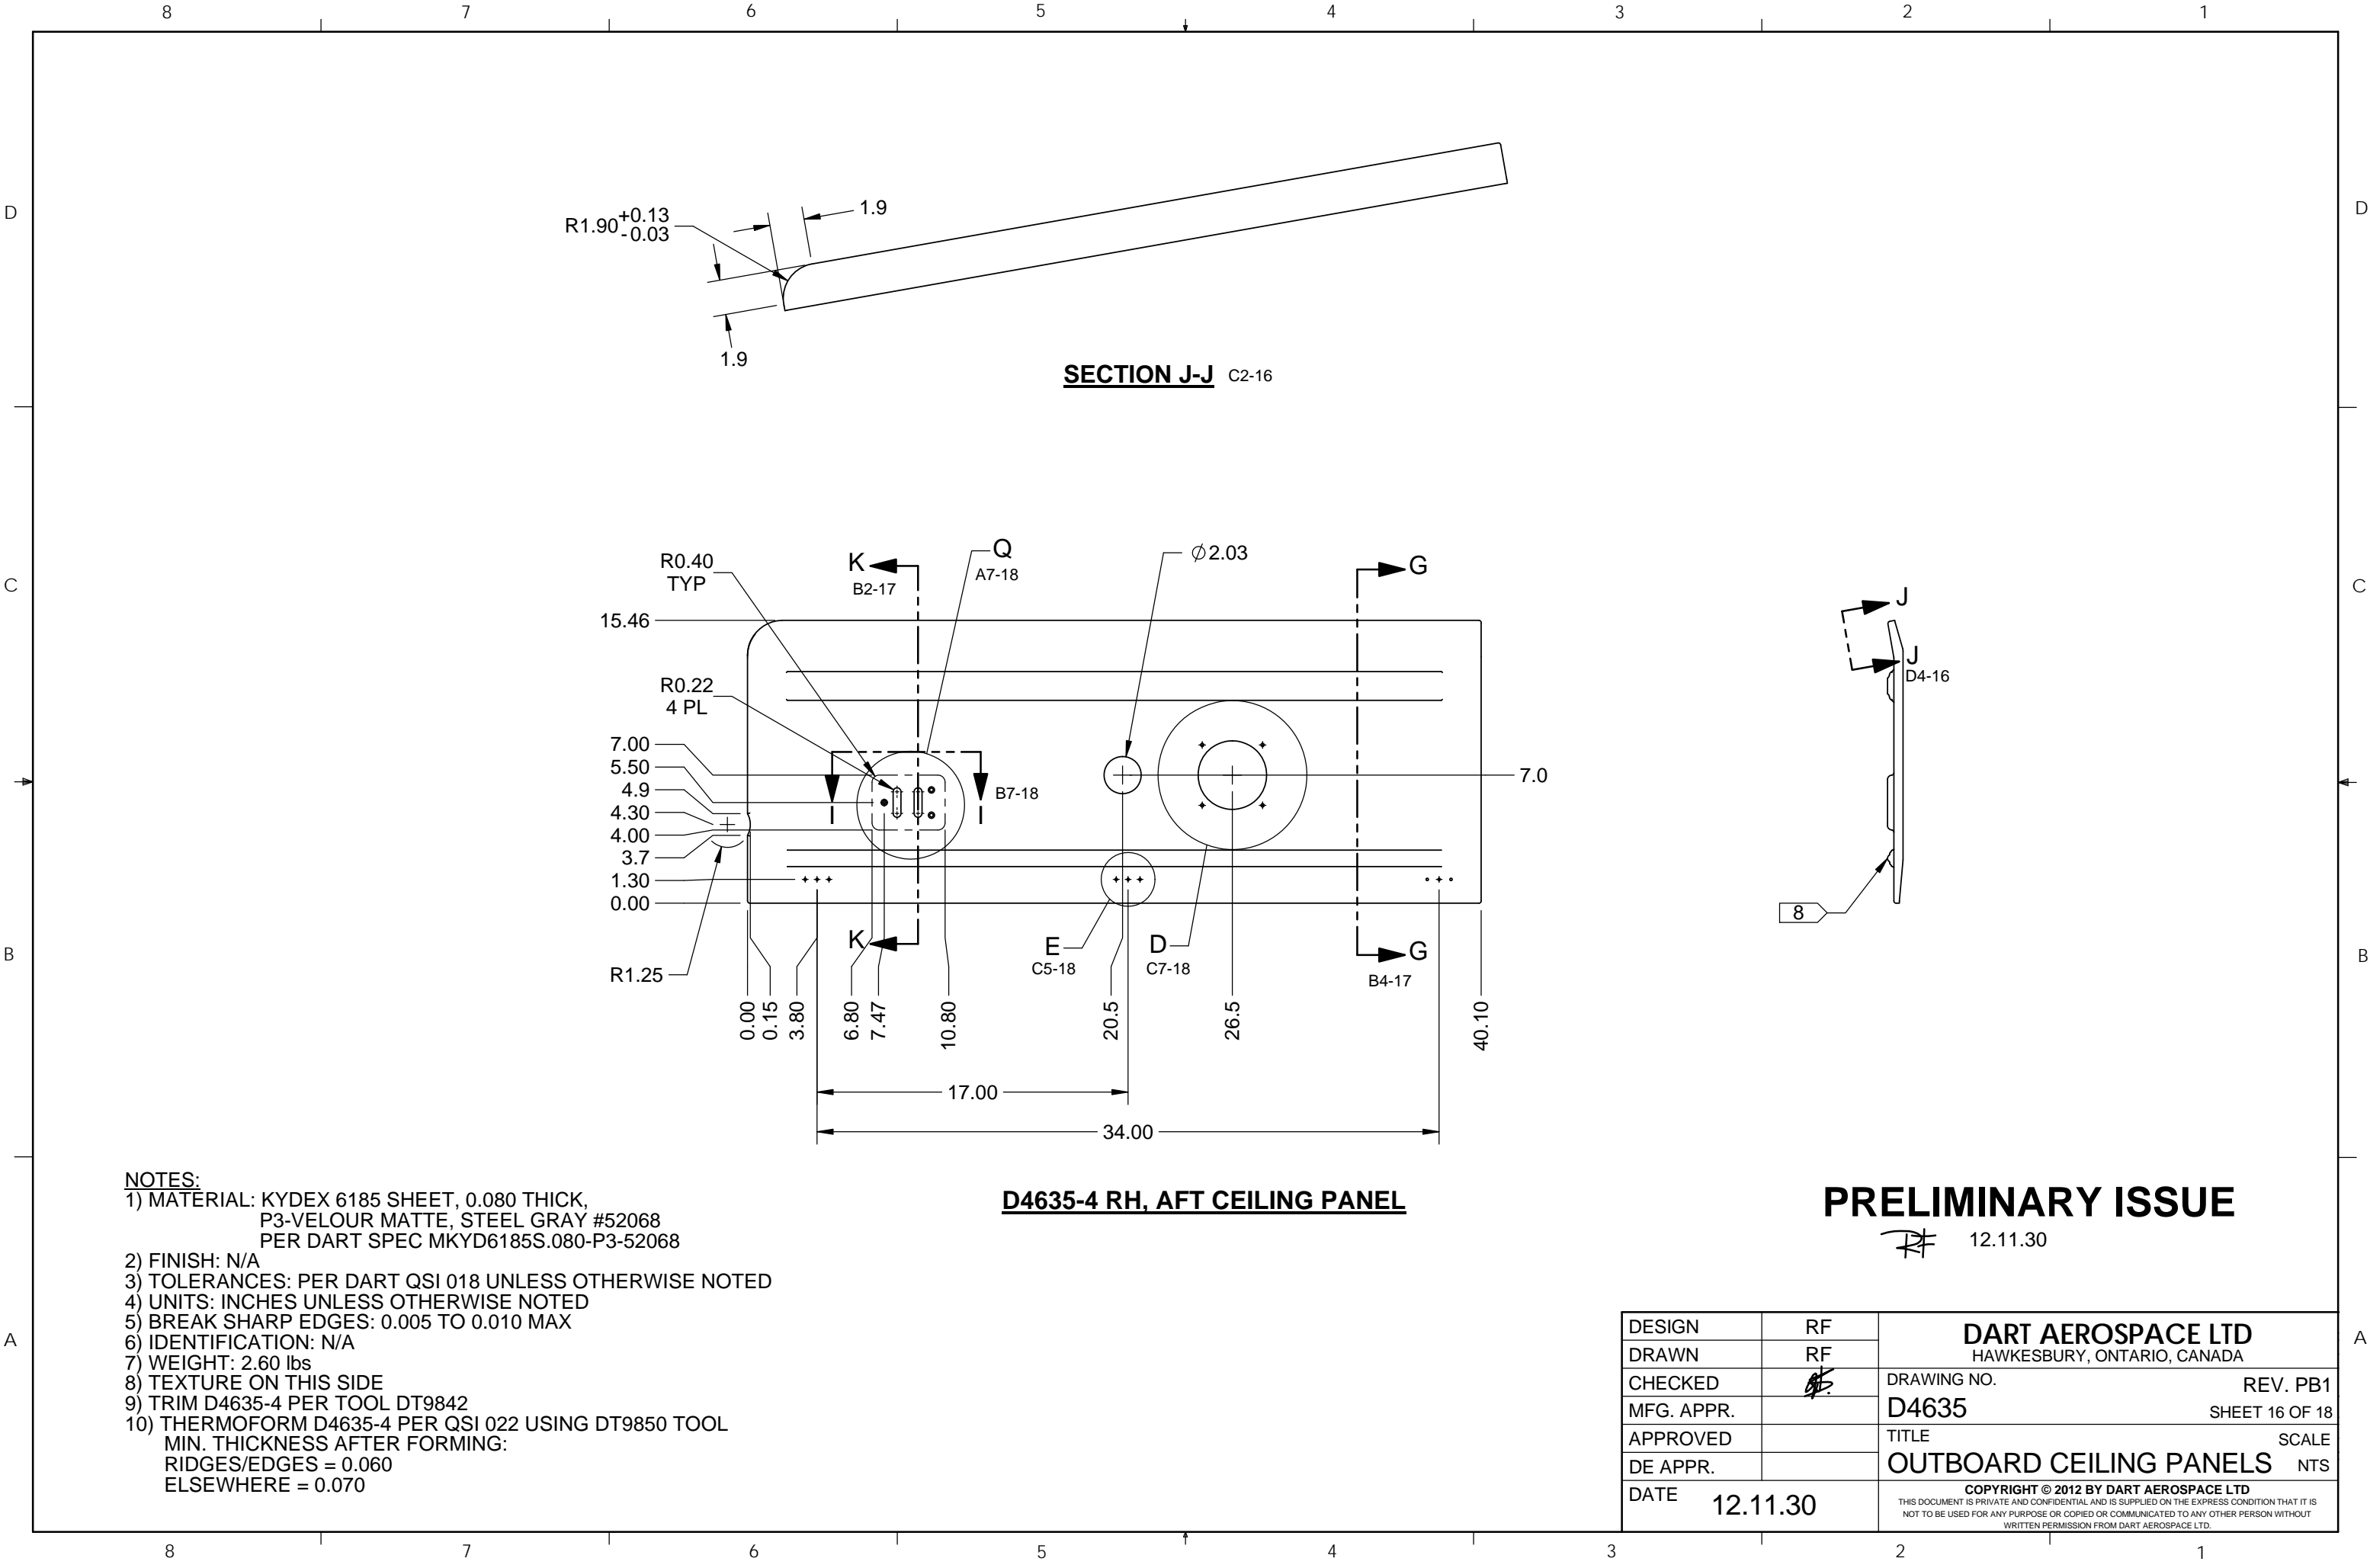 8 7 6 5 4 3 2 1
D D
R1.90 +0.13 -0.03
1.9
1.9
SECTION J-J C2-16
C C
R0.40
TYP
K
B2-17
Q
A7-18
⌀2.03
G
15.46
R0.22
4 PL
7.00
5.50
4.9
4.30
4.00
3.7
1.30
0.00
R1.25
I I
B7-18
7.0
J
J
D4-16
8
B B
K
E
C5-18
D
C7-18
G
B4-17
0.00
0.15
3.80
6.80
7.47
10.80
20.5
26.5
40.10
17.00
34.00
D4635-4 RH, AFT CEILING PANEL
NOTES:
1) MATERIAL: KYDEX 6185 SHEET, 0.080 THICK,
P3-VELOUR MATTE, STEEL GRAY #52068
PER DART SPEC MKYD6185S.080-P3-52068
2) FINISH: N/A
3) TOLERANCES: PER DART QSI 018 UNLESS OTHERWISE NOTED
4) UNITS: INCHES UNLESS OTHERWISE NOTED
5) BREAK SHARP EDGES: 0.005 TO 0.010 MAX
6) IDENTIFICATION: N/A
7) WEIGHT: 2.60 lbs
8) TEXTURE ON THIS SIDE
9) TRIM D4635-4 PER TOOL DT9842
10) THERMOFORM D4635-4 PER QSI 022 USING DT9850 TOOL
MIN. THICKNESS AFTER FORMING:
RIDGES/EDGES = 0.060
ELSEWHERE = 0.070
PRELIMINARY ISSUE
RF 12.11.30
A A
DESIGN RF
DRAWN RF
CHECKED
MFG. APPR.
APPROVED
DE APPR.
DATE 12.11.30
DART AEROSPACE LTD
HAWKESBURY, ONTARIO, CANADA
DRAWING NO. REV. PB1
D4635 SHEET 16 OF 18
TITLE SCALE
OUTBOARD CEILING PANELS NTS
COPYRIGHT © 2012 BY DART AEROSPACE LTD
THIS DOCUMENT IS PRIVATE AND CONFIDENTIAL AND IS SUPPLIED ON THE EXPRESS CONDITION THAT IT IS
NOT TO BE USED FOR ANY PURPOSE OR COPIED OR COMMUNICATED TO ANY OTHER PERSON WITHOUT
WRITTEN PERMISSION FROM DART AEROSPACE LTD.
8 7 6 5 4 3 2 1